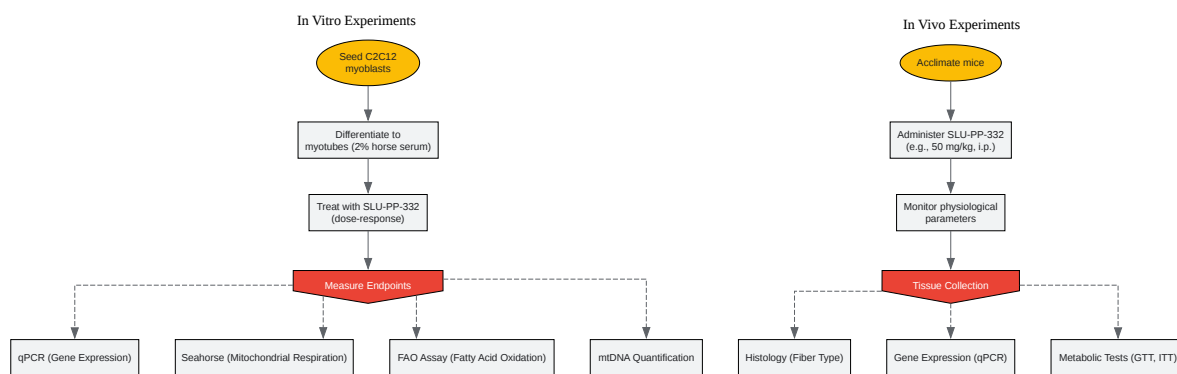 In Vitro Experiments
Seed C2C12
myoblasts
Differentiate to
myotubes (2% horse serum)
Treat with SLU-PP-332
(dose-response)
Measure Endpoints
qPCR (Gene Expression)
Seahorse (Mitochondrial Respiration)
FAO Assay (Fatty Acid Oxidation)
mtDNA Quantification
In Vivo Experiments
Acclimate mice
Administer SLU-PP-332
(e.g., 50 mg/kg, i.p.)
Monitor physiological
parameters
Tissue Collection
Histology (Fiber Type)
Gene Expression (qPCR)
Metabolic Tests (GTT, ITT)